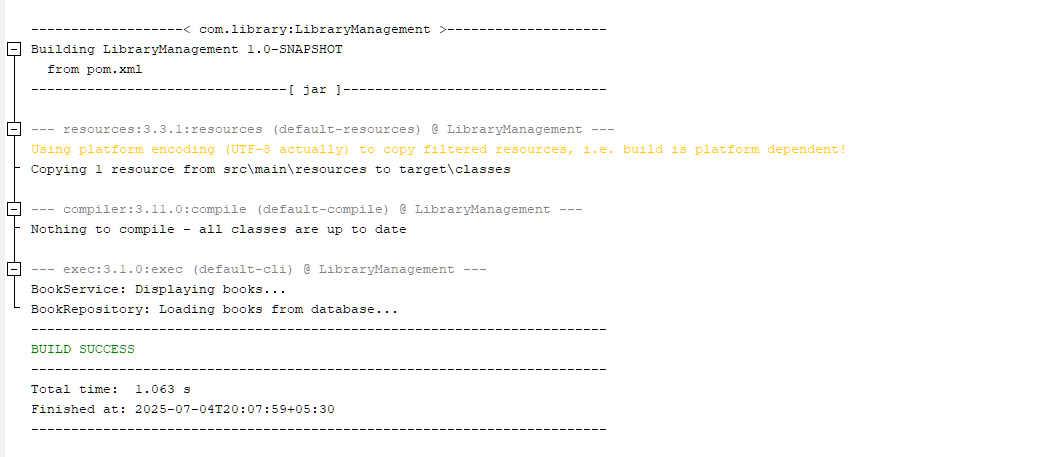 -------------------< com.library:LibraryManagement >--------------------
Building LibraryManagement 1.0-SNAPSHOT
  from pom.xml
--------------------------------[ jar ]---------------------------------
--- resources:3.3.1:resources (default-resources) @ LibraryManagement ---
Using platform encoding (UTF-8 actually) to copy filtered resources, i.e. build is platform dependent!
Copying 1 resource from src\main\resources to target\classes
--- compiler:3.11.0:compile (default-compile) @ LibraryManagement ---
Nothing to compile - all classes are up to date
--- exec:3.1.0:exec (default-cli) @ LibraryManagement ---
BookService: Displaying books...
BookRepository: Loading books from database...
------------------------------------------------------------------------
BUILD SUCCESS
------------------------------------------------------------------------
Total time:  1.063 s
Finished at: 2025-07-04T20:07:59+05:30
------------------------------------------------------------------------